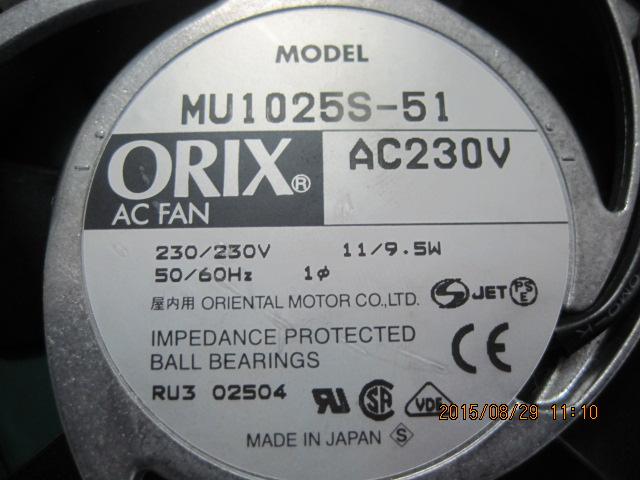 MODEL
MU1025S-51
ORIX®
AC FAN
AC230V
230/230V 11/9.5W
50/60Hz 1ϕ
屋内用 ORIENTAL MOTOR CO.,LTD. S JET PS E
IMPEDANCE PROTECTED
BALL BEARINGS
CE
RU3 02504
SA
VDE
2015/08/29 11:10
MADE IN JAPAN S